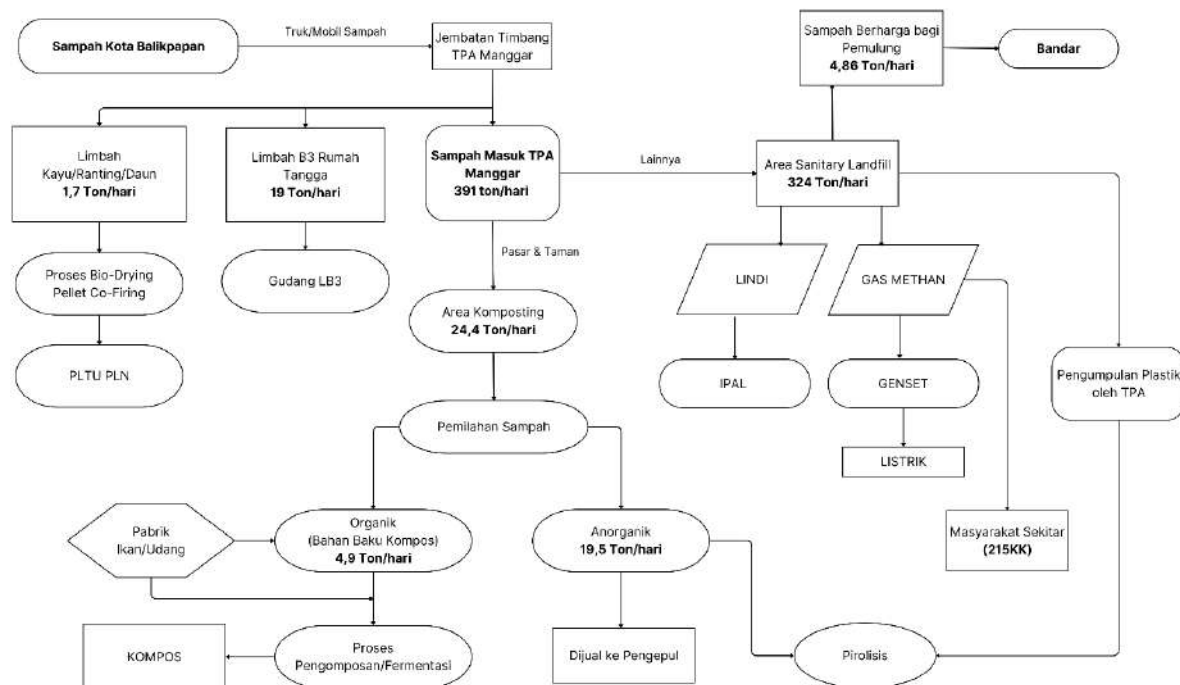 Sampah Kota Balikpapan
Truk/Mobil Sampah
Jembatan Timbang
TPA Manggar
Sampah Berharga bagi
Pemulung
4,86 Ton/hari
Bandar
Limbah
Kayu/Ranting/Daun
1,7 Ton/hari
Limbah B3 Rumah
Tangga
19 Ton/hari
Sampah Masuk TPA
Manggar
391 ton/hari
Lainnya
Area Sanitary Landfill
324 Ton/hari
Pasar & Taman
Proses Bio-Drying
Pellet Co-Firing
Gudang LB3
LINDI
GAS METHAN
Area Komposting
24,4 Ton/hari
PLTU PLN
IPAL
GENSET
Pengumpulan Plastik
oleh TPA
Pemilahan Sampah
LISTRIK
Pabrik
Ikan/Udang
Organik
(Bahan Baku Kompos)
4,9 Ton/hari
Anorganik
19,5 Ton/hari
Masyarakat Sekitar
(215KK)
KOMPOS
Proses
Pengomposan/Fermentasi
Dijual ke Pengepul
Pirolisis